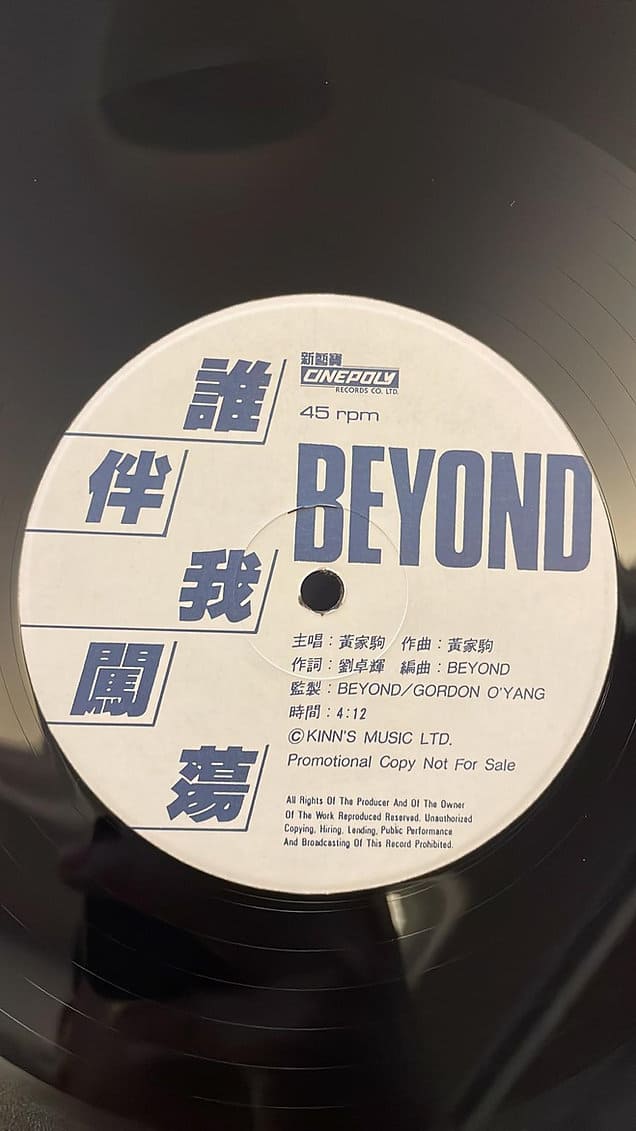 誰伴我闖蕩
新藝寶
CINEPOLY
RECORDS CO. LTD.
45 rpm
BEYOND
主唱：黃家駒 作曲：黃家駒
作詞：劉卓輝 編曲：BEYOND
監製：BEYOND/GORDON O'YANG
時間：4:12
©KINN'S MUSIC LTD.
Promotional Copy Not For Sale
All Rights Of The Producer And Of The Owner
Of The Work Reproduced Reserved. Unauthorized
Copying, Hiring, Lending, Public Performance
And Broadcasting Of This Record Prohibited.